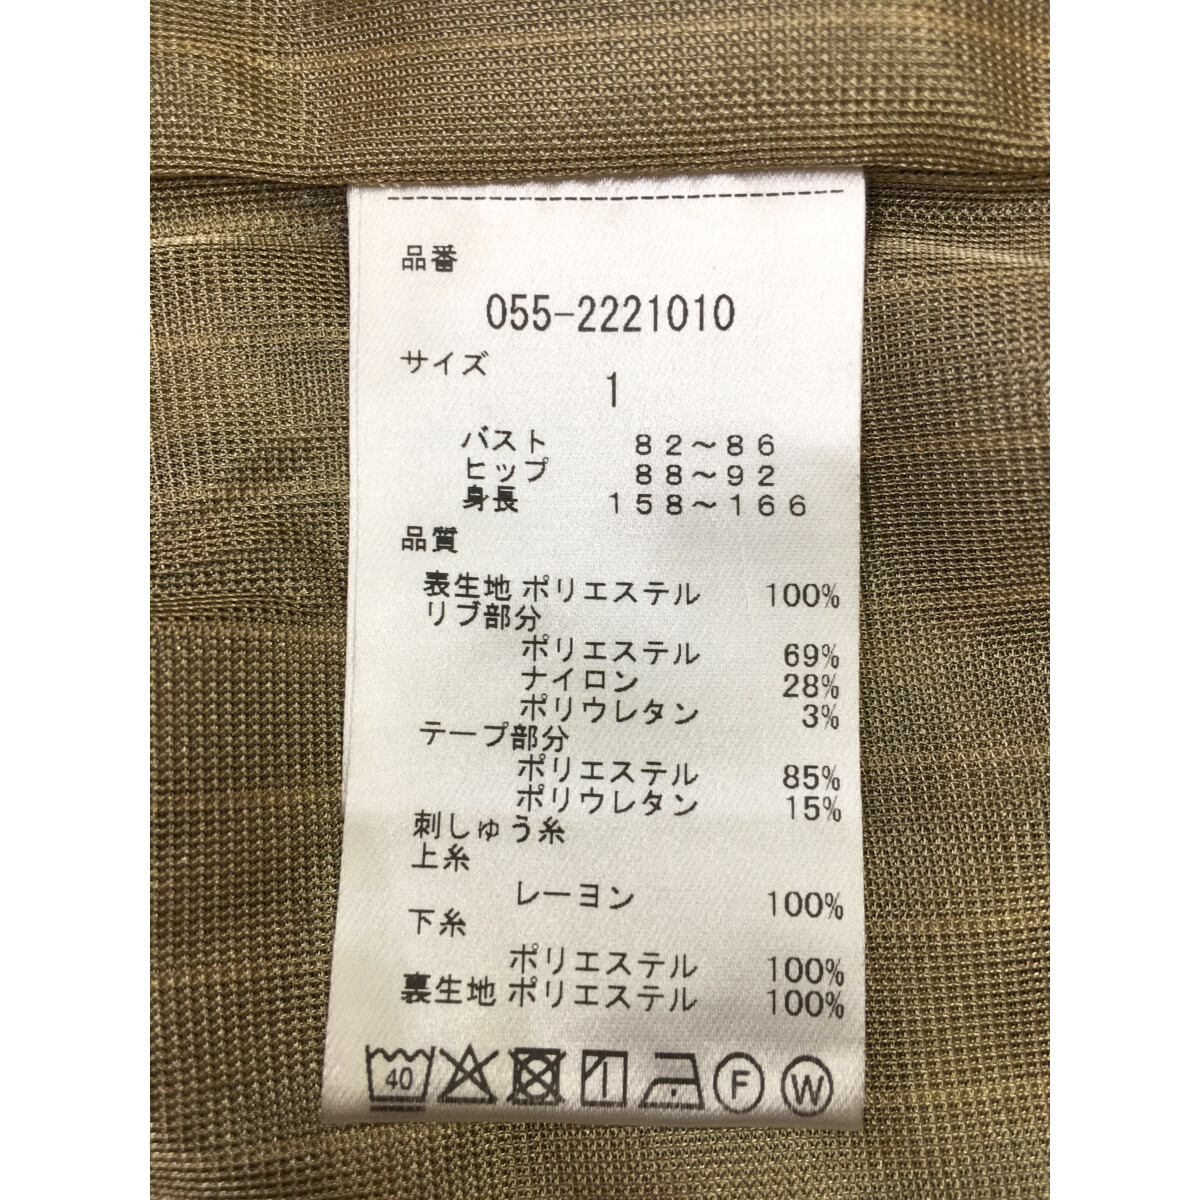 品番
055-2221010
サイズ
1
バスト 82～86
ヒップ 88～92
身長 158～166
品質
表生地 ポリエステル 100%
リブ部分
ポリエステル 69%
ナイロン 28%
ポリウレタン 3%
テープ部分
ポリエステル 85%
ポリウレタン 15%
刺しゅう糸
上糸
レーヨン 100%
下糸
ポリエステル 100%
裏生地 ポリエステル 100%
40 F W